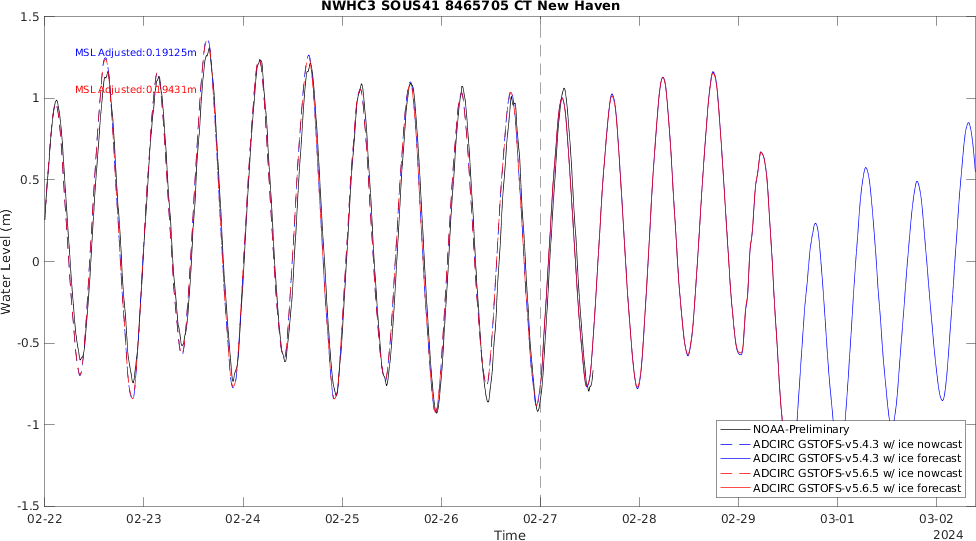 NWHC3 SOUS41 8465705 CT New Haven
1.5
MSL Adjusted:0.19125m
MSL Adjusted:0.19431m
1
0.5
0
-0.5
-1
-1.5
Water Level (m)
NOAA-Preliminary
ADCIRC GSTOFS-v5.4.3 w/ ice nowcast
ADCIRC GSTOFS-v5.4.3 w/ ice forecast
ADCIRC GSTOFS-v5.6.5 w/ ice nowcast
ADCIRC GSTOFS-v5.6.5 w/ ice forecast
02-22 02-23 02-24 02-25 02-26 02-27 02-28 02-29 03-01 03-02
Time
2024